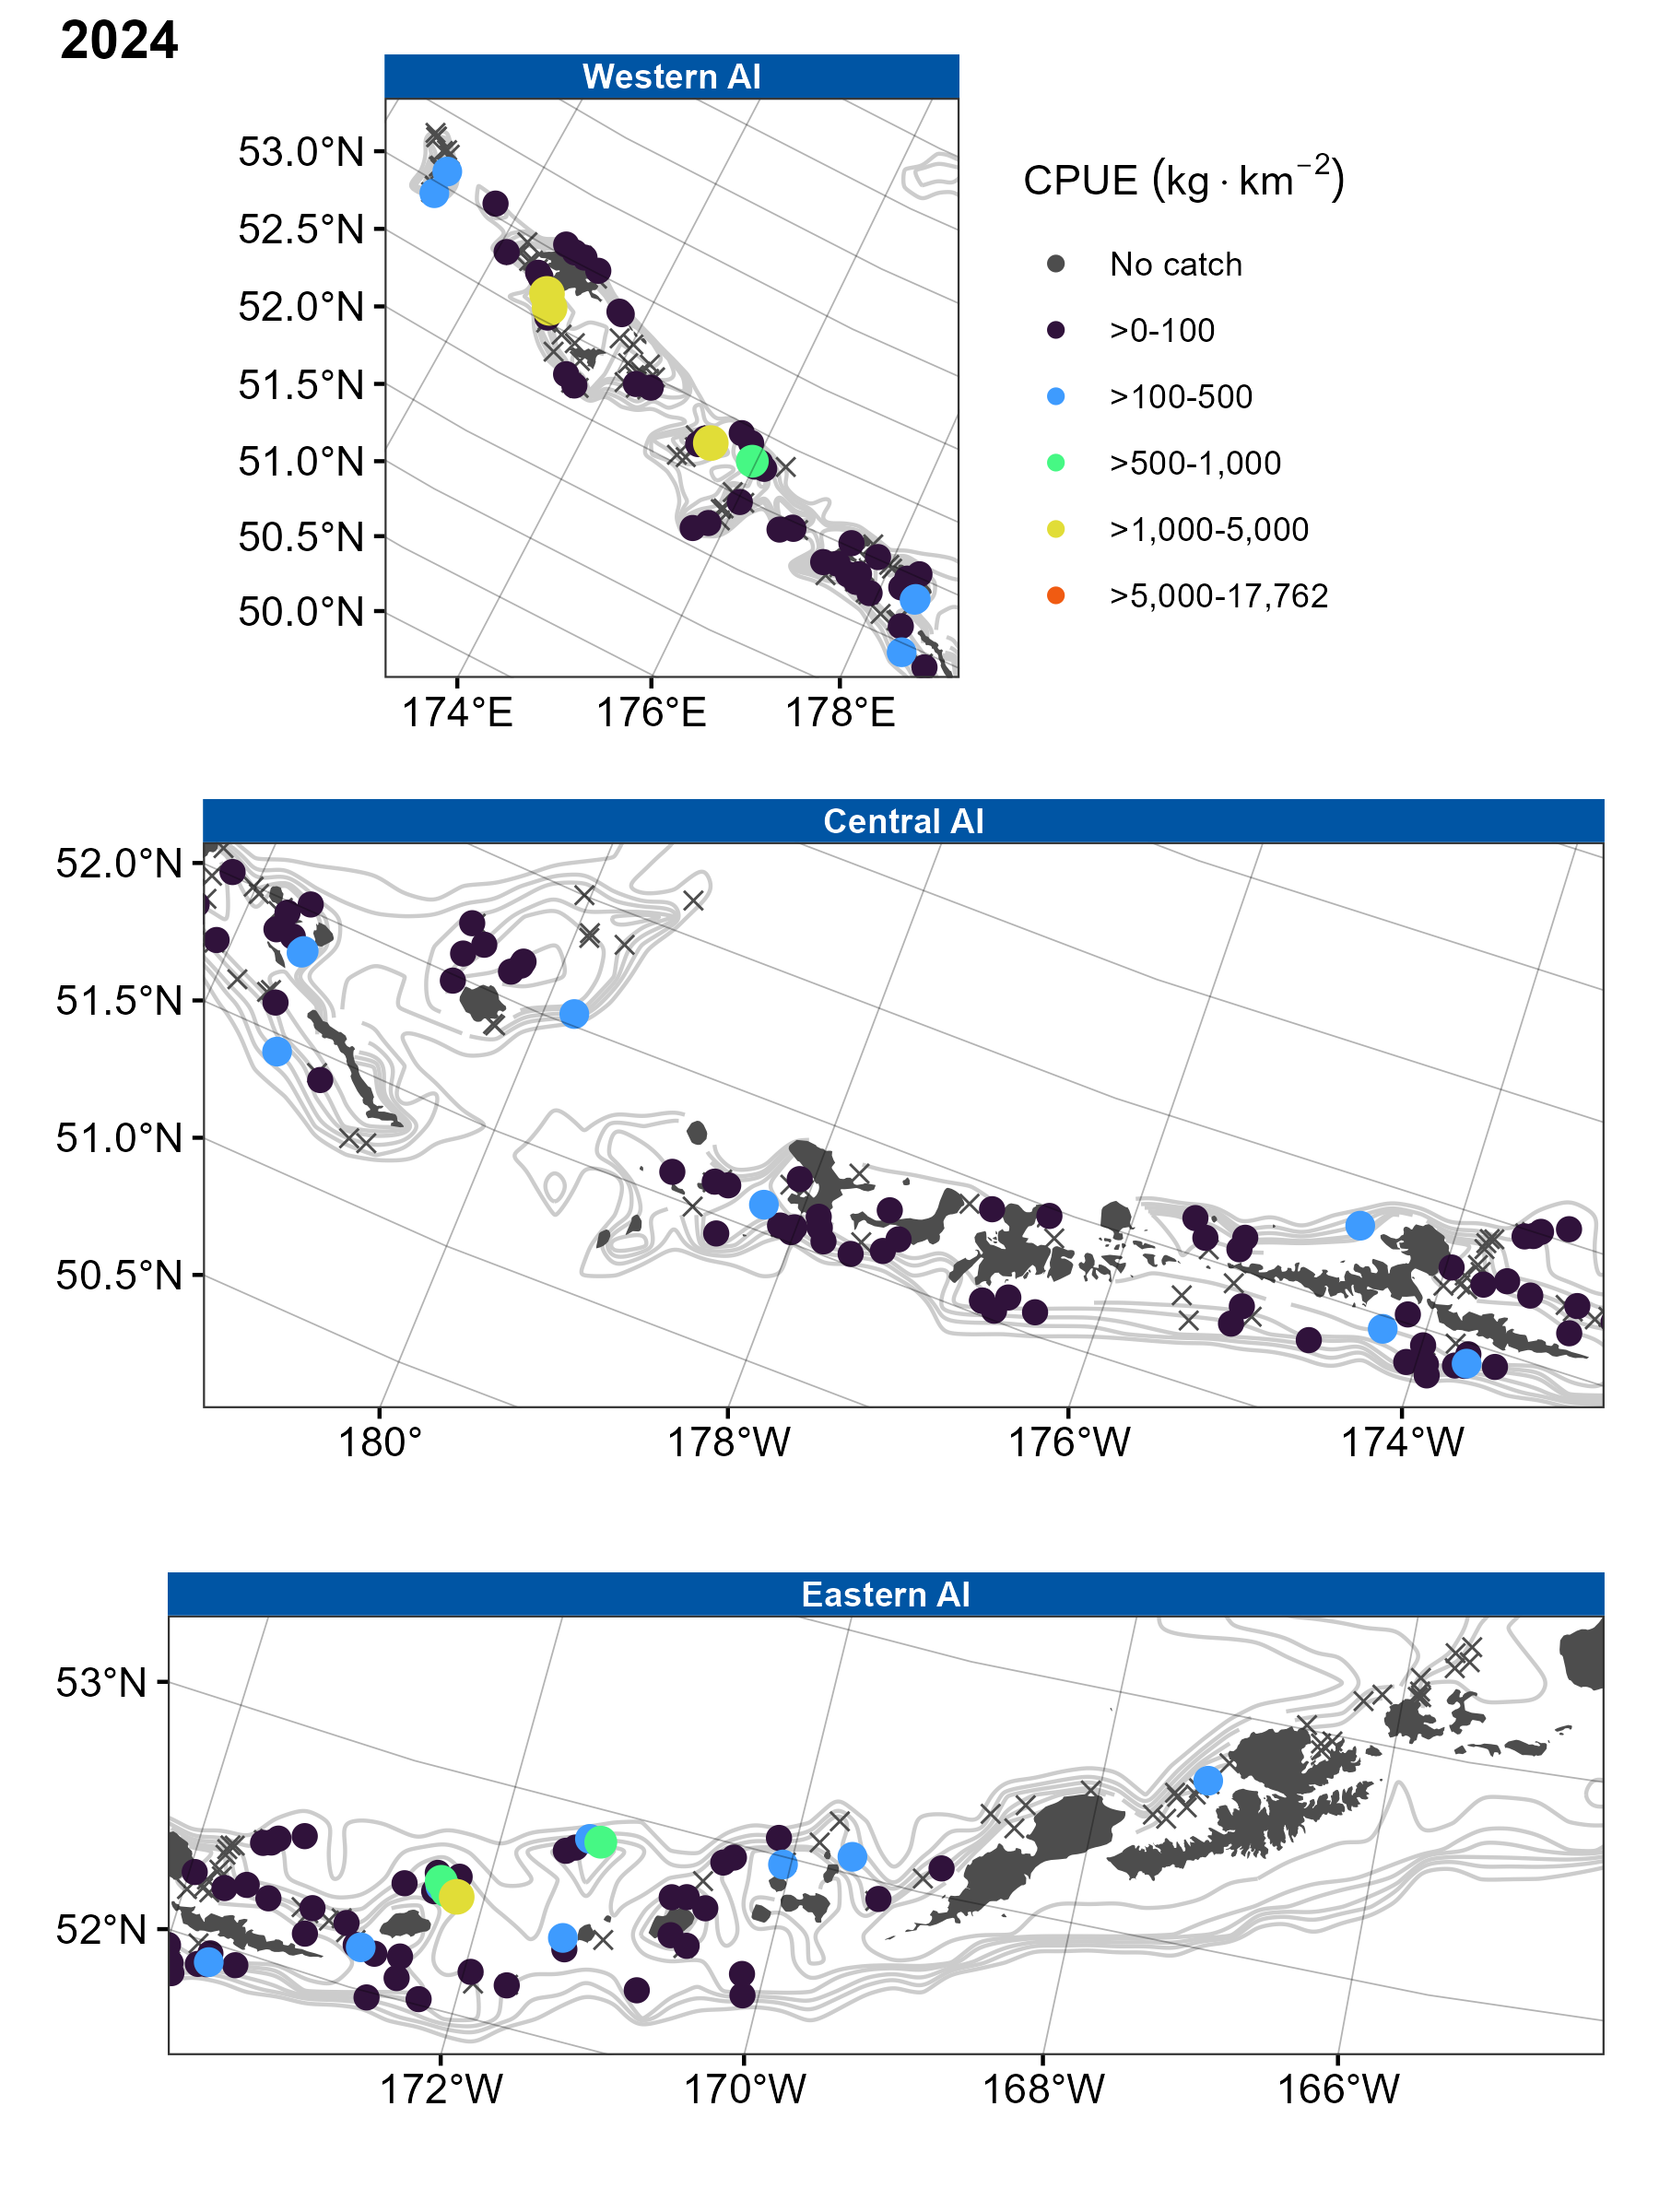 2024
Western AI
53.0°N
52.5°N
52.0°N
51.5°N
51.0°N
50.5°N
50.0°N
174°E 176°E 178°E
CPUE (kg · km⁻²)
No catch
>0-100
>100-500
>500-1,000
>1,000-5,000
>5,000-17,762
Central AI
52.0°N
51.5°N
51.0°N
50.5°N
180° 178°W 176°W 174°W
Eastern AI
53°N
52°N
172°W 170°W 168°W 166°W